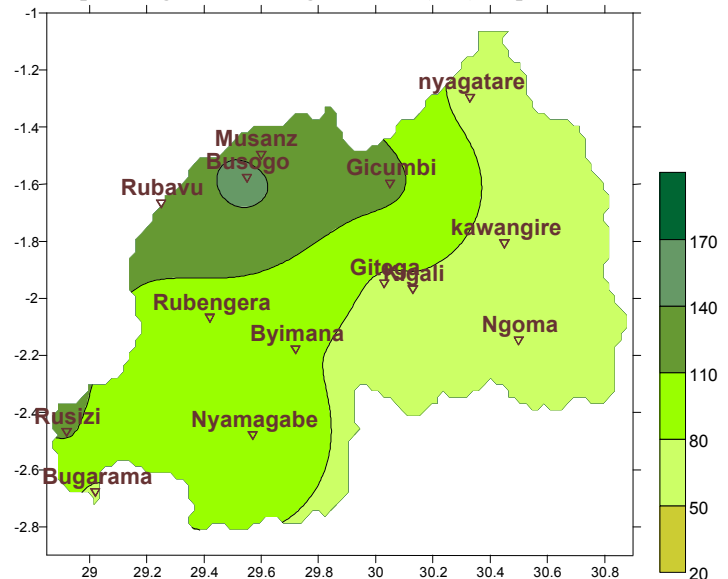 -1
-1.2
-1.4
-1.6
-1.8
-2
-2.2
-2.4
-2.6
-2.8
nyagatare
Musanz
Busogo
Gicumbi
Rubavu
kawangire
Gitega
Kigali
Rubengera
Ngoma
Byimana
Rusizi
Nyamagabe
Bugarama
29 29.2 29.4 29.6 29.8 30 30.2 30.4 30.6 30.8
170
140
110
80
50
20